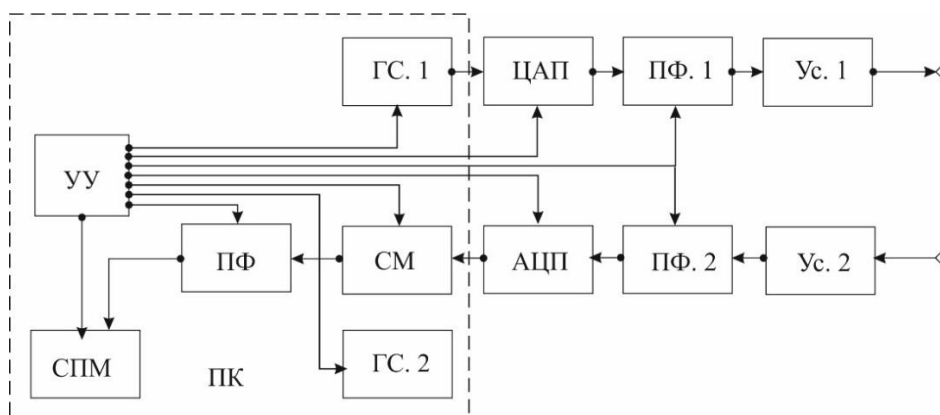 ГС. 1
ЦАП
ПФ. 1
Ус. 1
УУ
ПФ
СМ
АЦП
ПФ. 2
Ус. 2
СПМ
ПК
ГС. 2